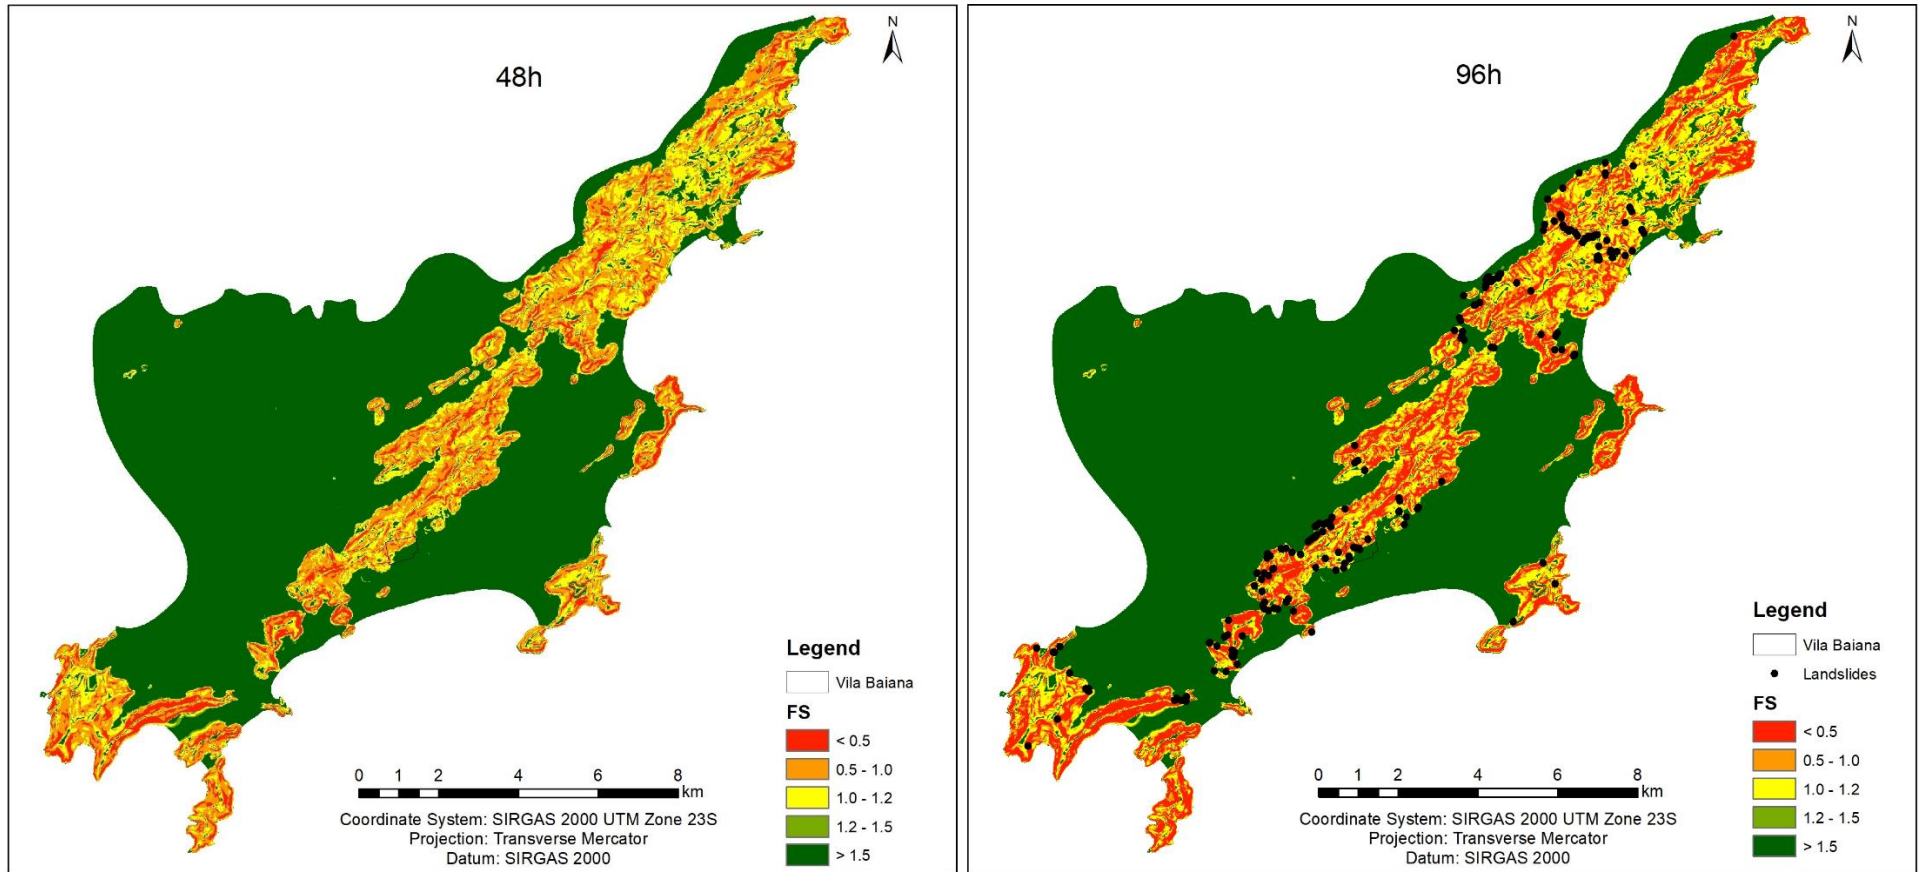 N
48h
Legend
Vila Baiana
FS
< 0.5
0.5 - 1.0
1.0 - 1.2
1.2 - 1.5
> 1.5
0 1 2 4 6 8
km
Coordinate System: SIRGAS 2000 UTM Zone 23S
Projection: Transverse Mercator
Datum: SIRGAS 2000
N
96h
Legend
Vila Baiana
Landslides
FS
< 0.5
0.5 - 1.0
1.0 - 1.2
1.2 - 1.5
> 1.5
0 1 2 4 6 8
km
Coordinate System: SIRGAS 2000 UTM Zone 23S
Projection: Transverse Mercator
Datum: SIRGAS 2000